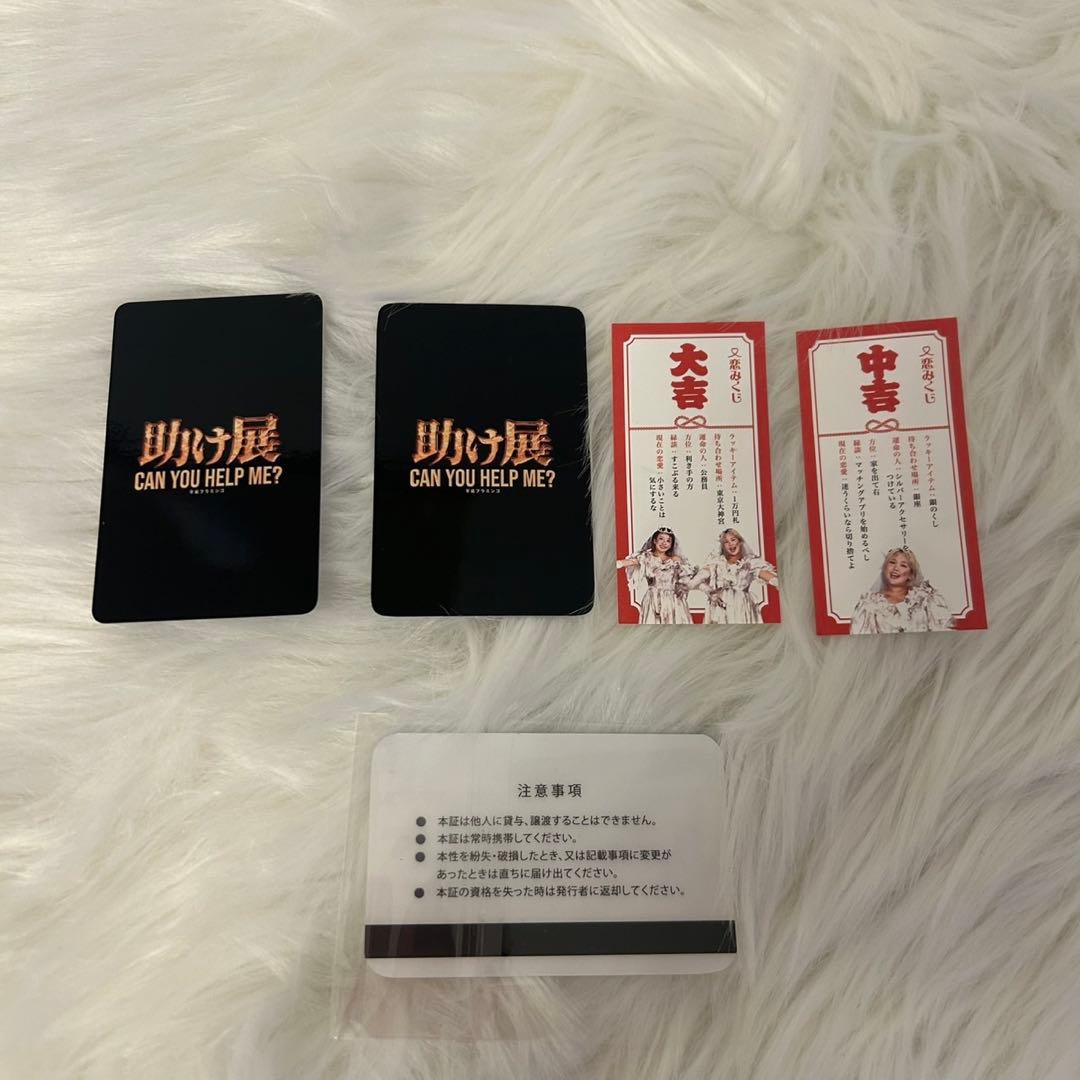 助け展
CAN YOU HELP ME?
平成フラミンゴ
助け展
CAN YOU HELP ME?
平成フラミンゴ
又恋みくじ
大吉
ラッキーアイテム：1万円札
待ち合わせ場所：東京大神宮
運命の人：公務員
方位：利き手の方
縁談：すこぶる来る
現在の恋愛：小さいことは
気にするな
又恋みくじ
中吉
ラッキーアイテム：銀のくし
待ち合わせ場所：銀座
運命の人：シルバーアクセサリーを
つけている
方位：家を出て右
縁談：マッチングアプリを始めるべし
現在の恋愛：迷うくらいなら切り捨てよ
注意事項
● 本証は他人に貸与、譲渡することはできません。
● 本証は常時携帯してください。
● 本性を紛失・破損したとき、又は記載事項に変更が
あったときは直ちに届け出てください。
● 本証の資格を失った時は発行者に返却してください。